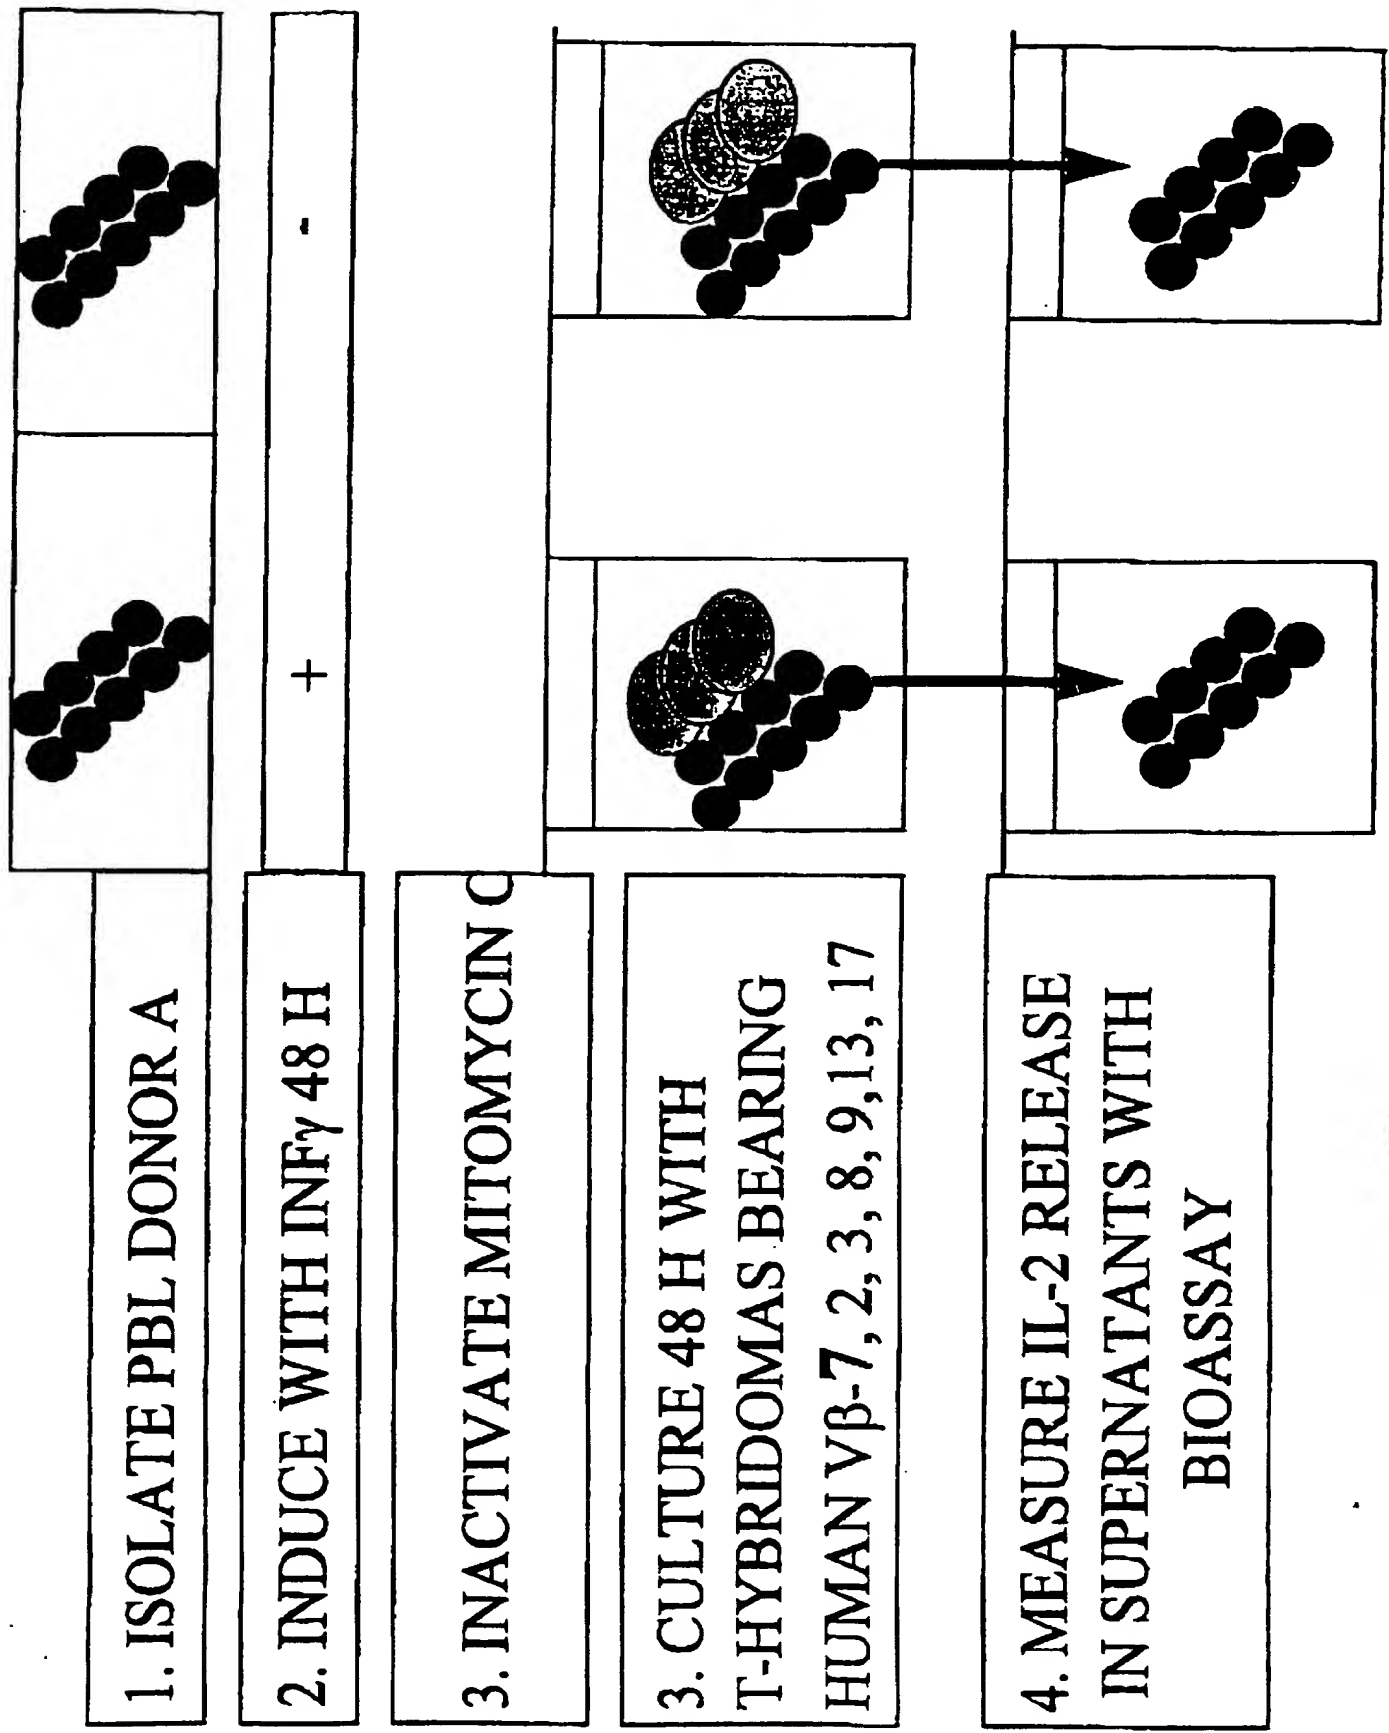 1. ISOLATE PBL DONOR A
2. INDUCE WITH INFγ 48 H
+
-
3. INACTIVATE MITOMYCIN C
3. CULTURE 48 H WITH
T-HYBRIDOMAS BEARING
HUMAN Vβ-7, 2, 3, 8, 9,13, 17
4. MEASURE IL-2 RELEASE
IN SUPERNATANTS WITH
BIOASSAY